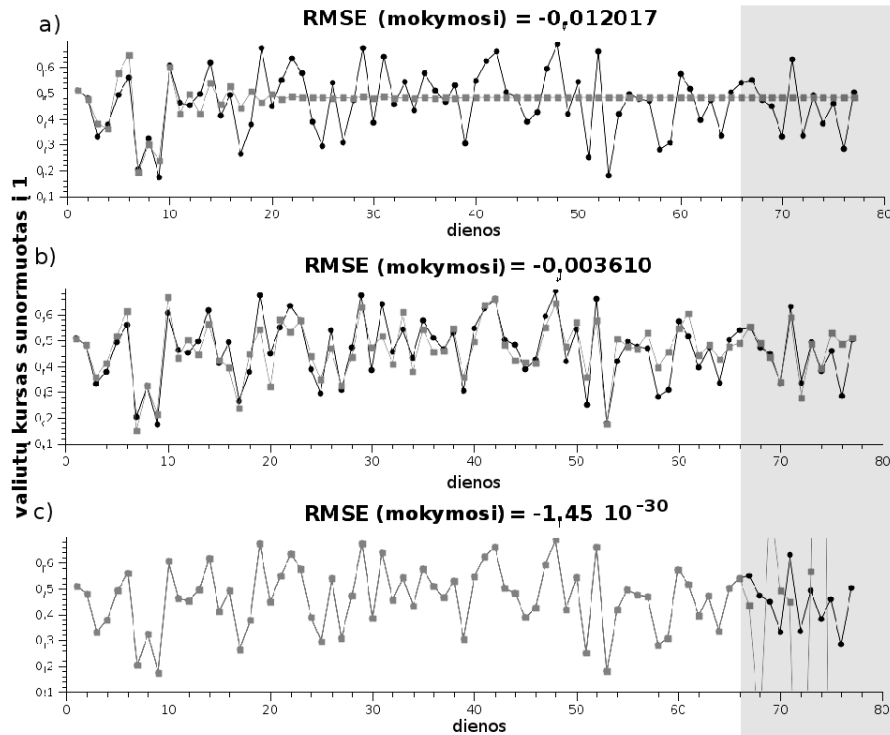 a)
RMSE (mokymosi) = -0,012017
0,6
0,5
0,4
0,3
0,2
0,1
0 10 20 30 40 50 60 70 80
dienos
valiutų kursas sunormuotas į 1
b)
RMSE (mokymosi) = -0,003610
0,6
0,5
0,4
0,3
0,2
0,1
0 10 20 30 40 50 60 70 80
dienos
c)
RMSE (mokymosi) = -1,45 10⁻³⁰
0,6
0,5
0,4
0,3
0,2
0,1
0 10 20 30 40 50 60 70 80
dienos